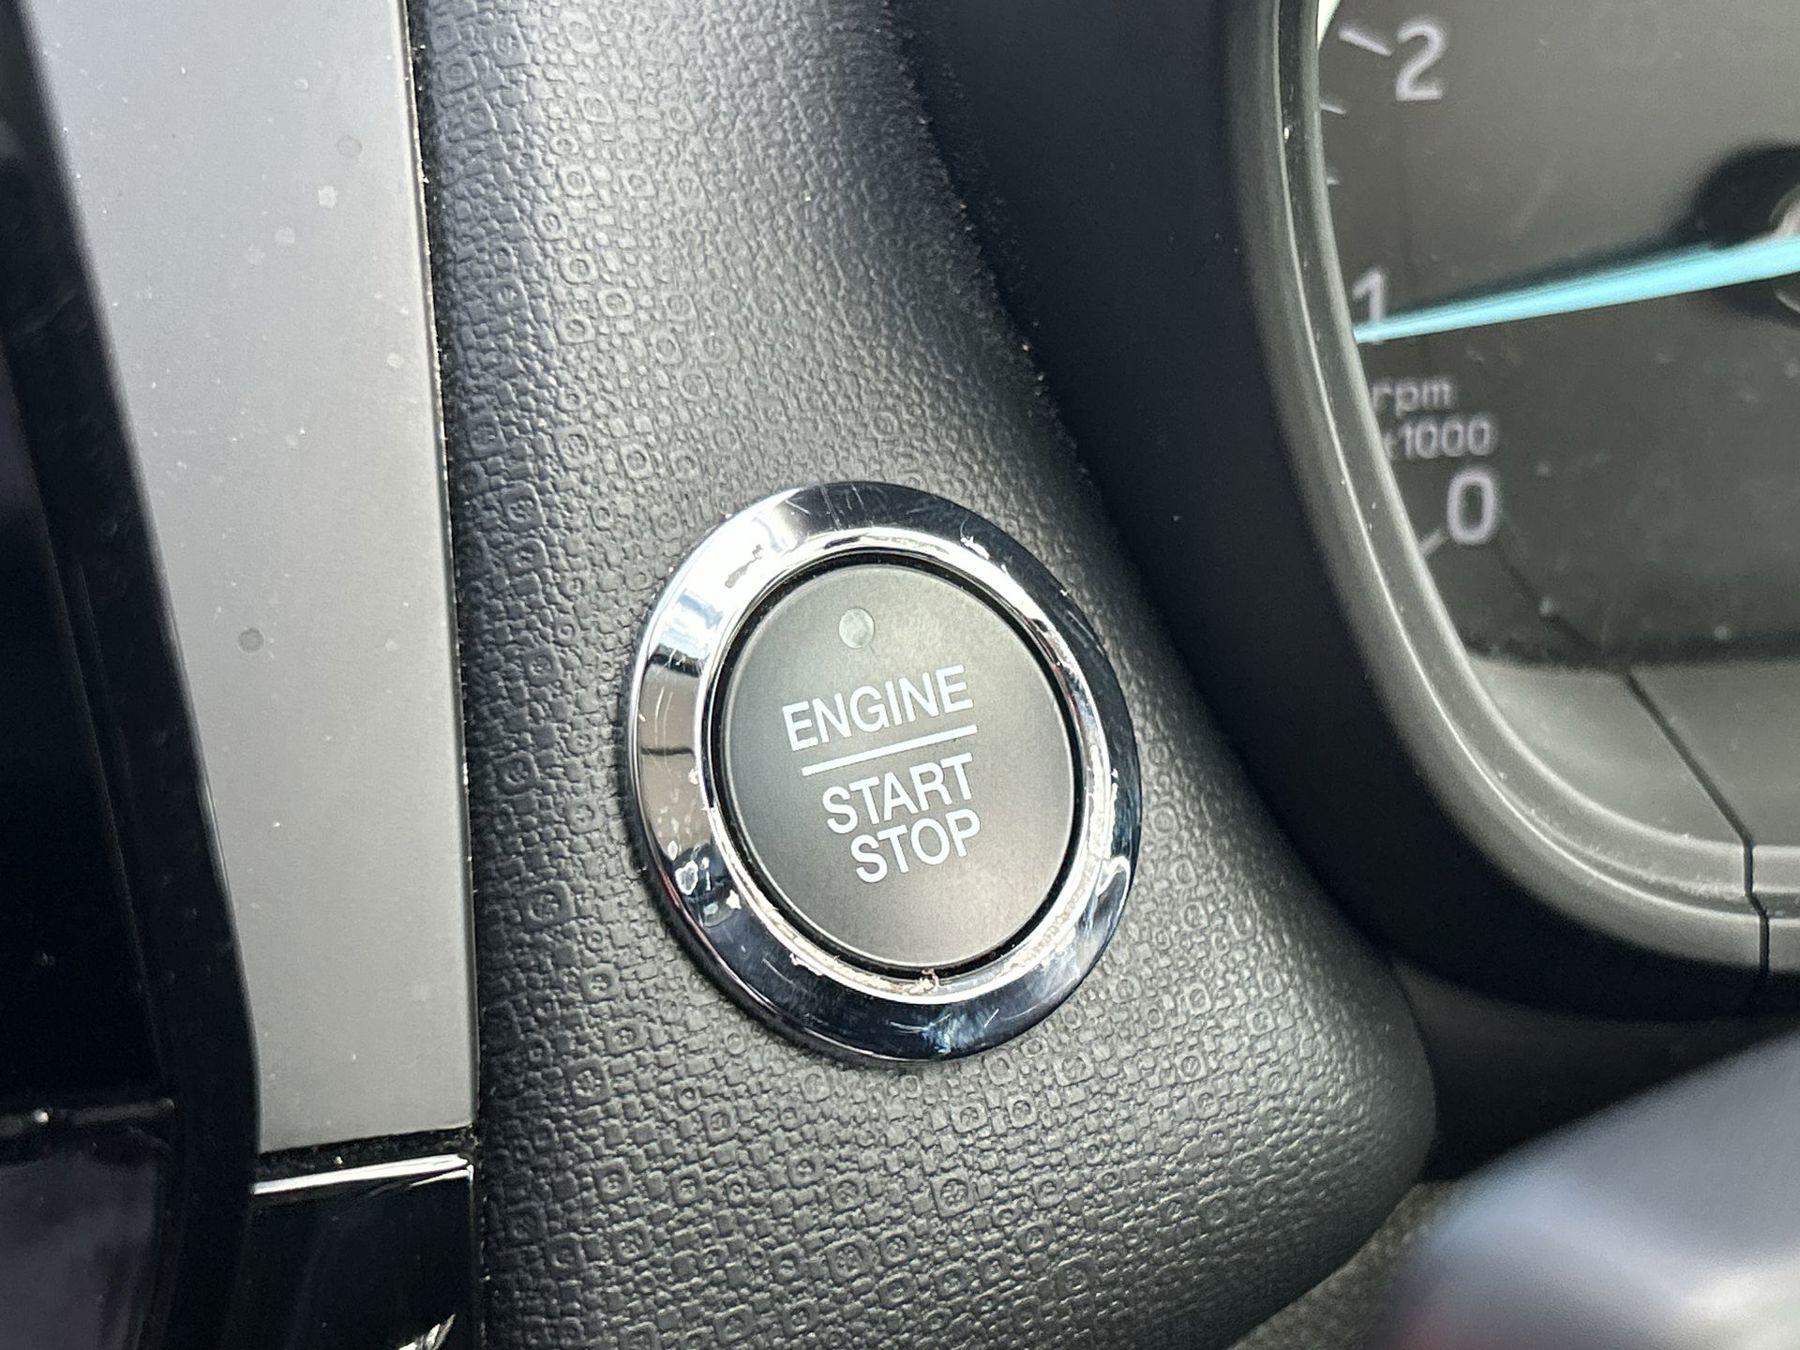 ENGINE
START
STOP
2
1
rpm
x1000
0